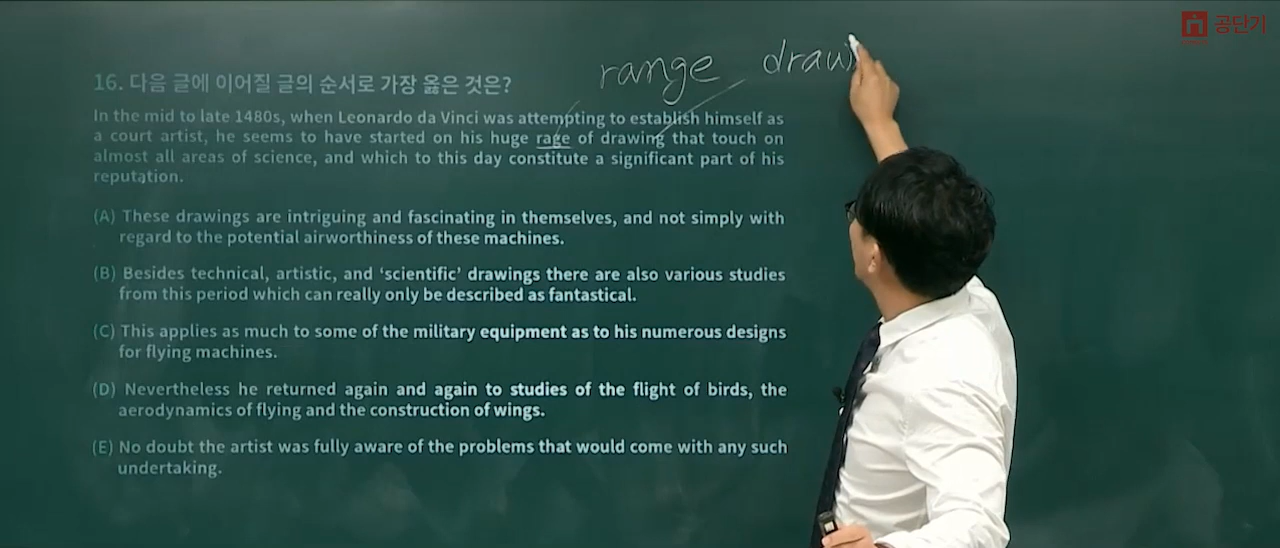 공단기
range draw
16. 다음 글에 이어질 글의 순서로 가장 옳은 것은?
In the mid to late 1480s, when Leonardo da Vinci was attempting to establish himself as
a court artist, he seems to have started on his huge rage of drawing that touch on
almost all areas of science, and which to this day constitute a significant part of his
reputation.
(A) These drawings are intriguing and fascinating in themselves, and not simply with
regard to the potential airworthiness of these machines.
(B) Besides technical, artistic, and ‘scientific’ drawings there are also various studies
from this period which can really only be described as fantastical.
(C) This applies as much to some of the military equipment as to his numerous designs
for flying machines.
(D) Nevertheless he returned again and again to studies of the flight of birds, the
aerodynamics of flying and the construction of wings.
(E) No doubt the artist was fully aware of the problems that would come with any such
undertaking.